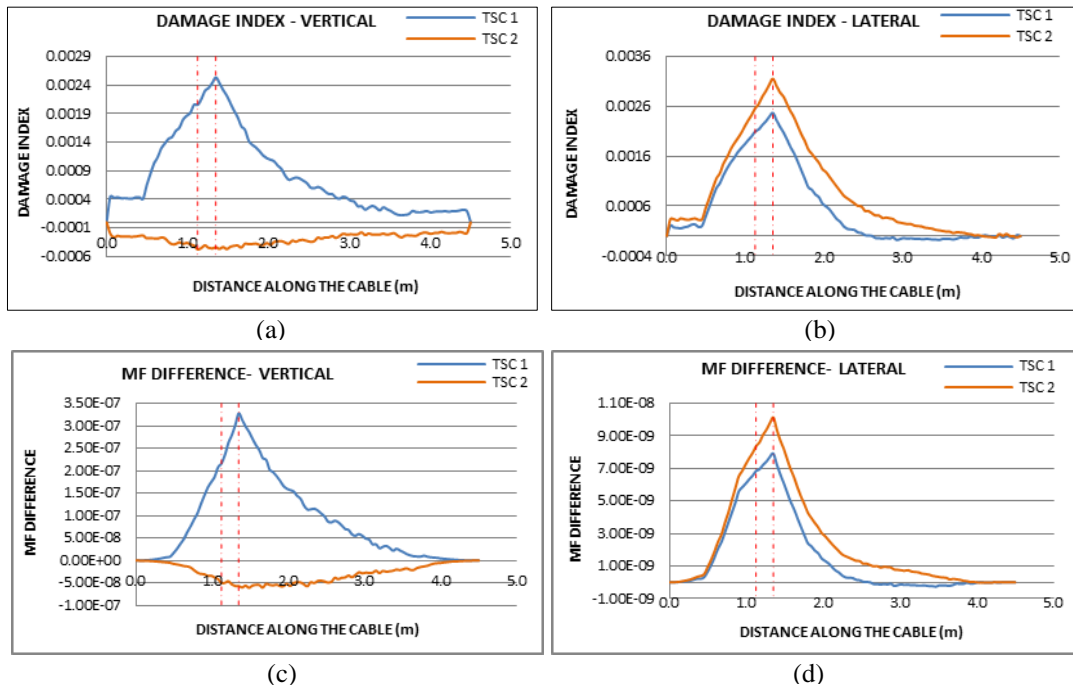 DAMAGE INDEX - VERTICAL
TSC 1
TSC 2
0.0029
0.0024
0.0019
0.0014
0.0009
0.0004
-0.0001
-0.0006
DAMAGE INDEX
0.0
1.0
2.0
3.0
4.0
5.0
DISTANCE ALONG THE CABLE (m)
(a)
DAMAGE INDEX - LATERAL
TSC 1
TSC 2
0.0036
0.0026
0.0016
0.0006
-0.0004
DAMAGE INDEX
0.0
1.0
2.0
3.0
4.0
5.0
DISTANCE ALONG THE CABLE (m)
(b)
MF DIFFERENCE- VERTICAL
TSC 1
TSC 2
3.50E-07
3.00E-07
2.50E-07
2.00E-07
1.50E-07
1.00E-07
5.00E-08
0.00E+00
-5.00E-08
-1.00E-07
MF DIFFERENCE
0.0
1.0
2.0
3.0
4.0
5.0
DISTANCE ALONG THE CABLE (m)
(c)
MF DIFFERENCE- LATERAL
TSC 1
TSC 2
1.10E-08
9.00E-09
7.00E-09
5.00E-09
3.00E-09
1.00E-09
-1.00E-09
MF DIFFERENCE
0.0
1.0
2.0
3.0
4.0
5.0
DISTANCE ALONG THE CABLE (m)
(d)